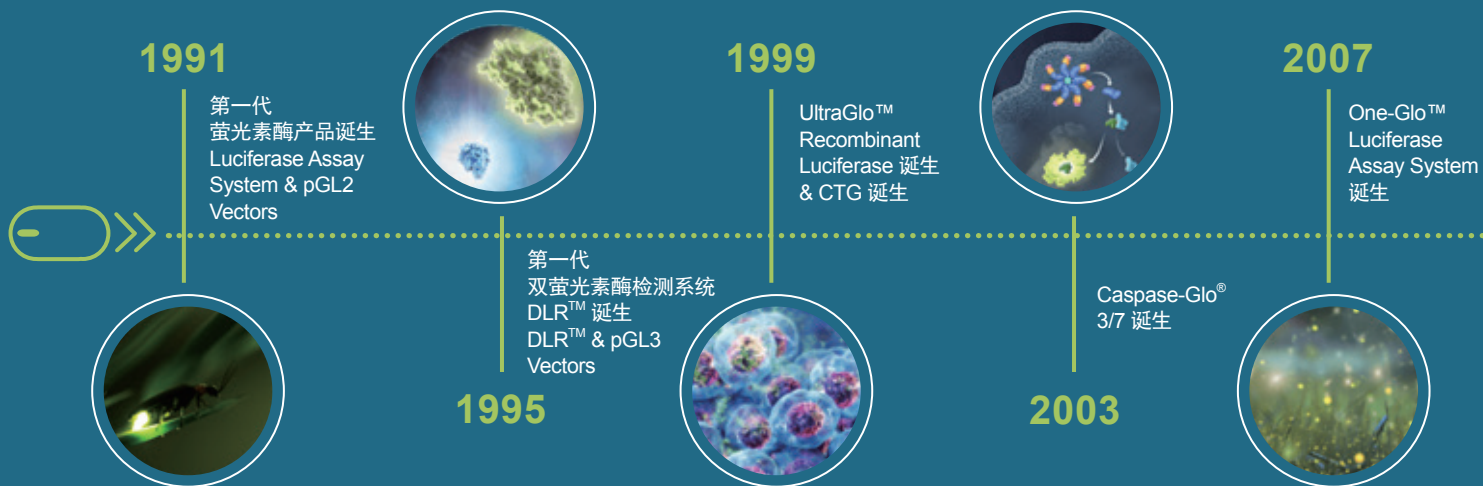 1991
第一代
萤光素酶产品诞生
Luciferase Assay
System & pGL2
Vectors
第一代
双萤光素酶检测系统
DLR™ 诞生
DLR™ & pGL3
Vectors
1995
1999
UltraGlo™
Recombinant
Luciferase 诞生
& CTG 诞生
Caspase-Glo®
3/7 诞生
2003
2007
One-Glo™
Luciferase
Assay System
诞生